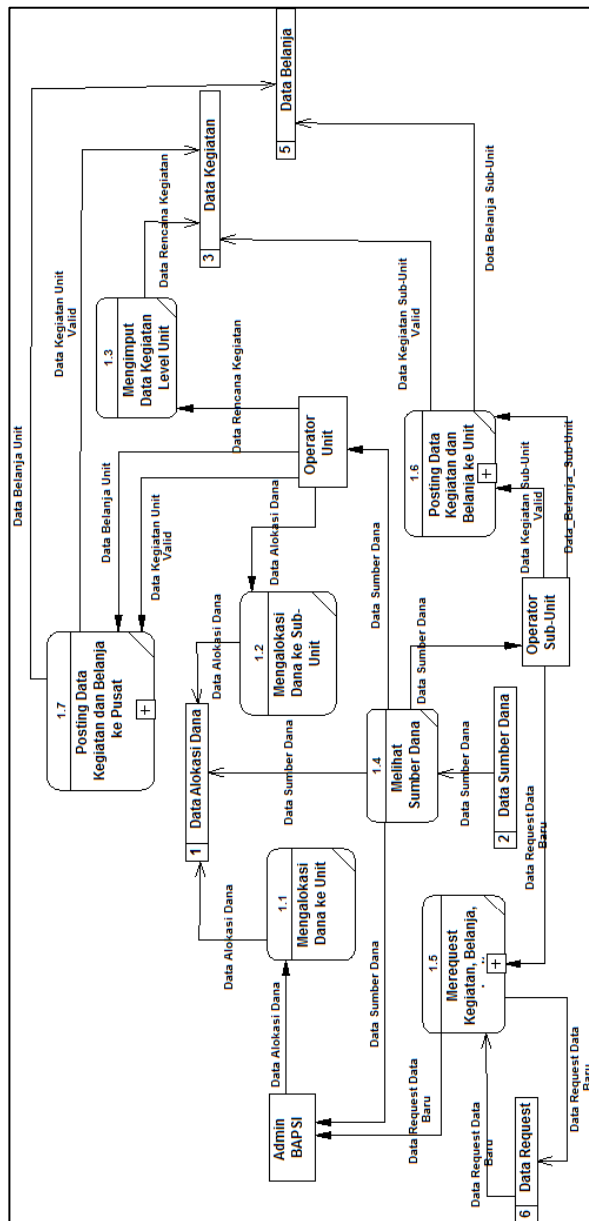 Data Belanja Unit
Data Kegiatan Unit
Valid
1.7
Posting Data
Kegiatan dan Belanja
ke Pusat
Data Belanja Unit
Data Kegiatan Unit
Valid
1.3
Mengimput
Data Kegiatan
Level Unit
Data Rencana Kegiatan
Data Rencana Kegiatan
3
Data Kegiatan
5
Data Belanja
1
Data Alokasi Dana
Data Alokasi Dana
Data Alokasi Dana
1.2
Mengalokasi
Dana ke Sub-
Unit
Data Alokasi Dana
Operator
Unit
1.1
Mengalokasi
Dana ke Unit
Data Alokasi Dana
Admin
BAPSI
Data Sumber Dana
Data Sumber Dana
Data Sumber Dana
1.4
Melihat
Sumber Dana
Data Sumber Dana
Data Sumber Dana
2
Data Sumber Dana
Data Kegiatan Sub-Unit
Valid
Dota Belanja Sub-Unit
1.6
Posting Data
Kegiatan dan
Belania ke Unit
Data Kegiatan Sub-Unit
Valid
Data_Belanja_Sub-Unit
Operator
Sub-Unit
Data Request Data
Baru
Data Request Data
Baru
1.5
Merequest
Kegiatan, Belanja,
Data Request Data
Baru
Data Request Data
Baru
6
Data Request